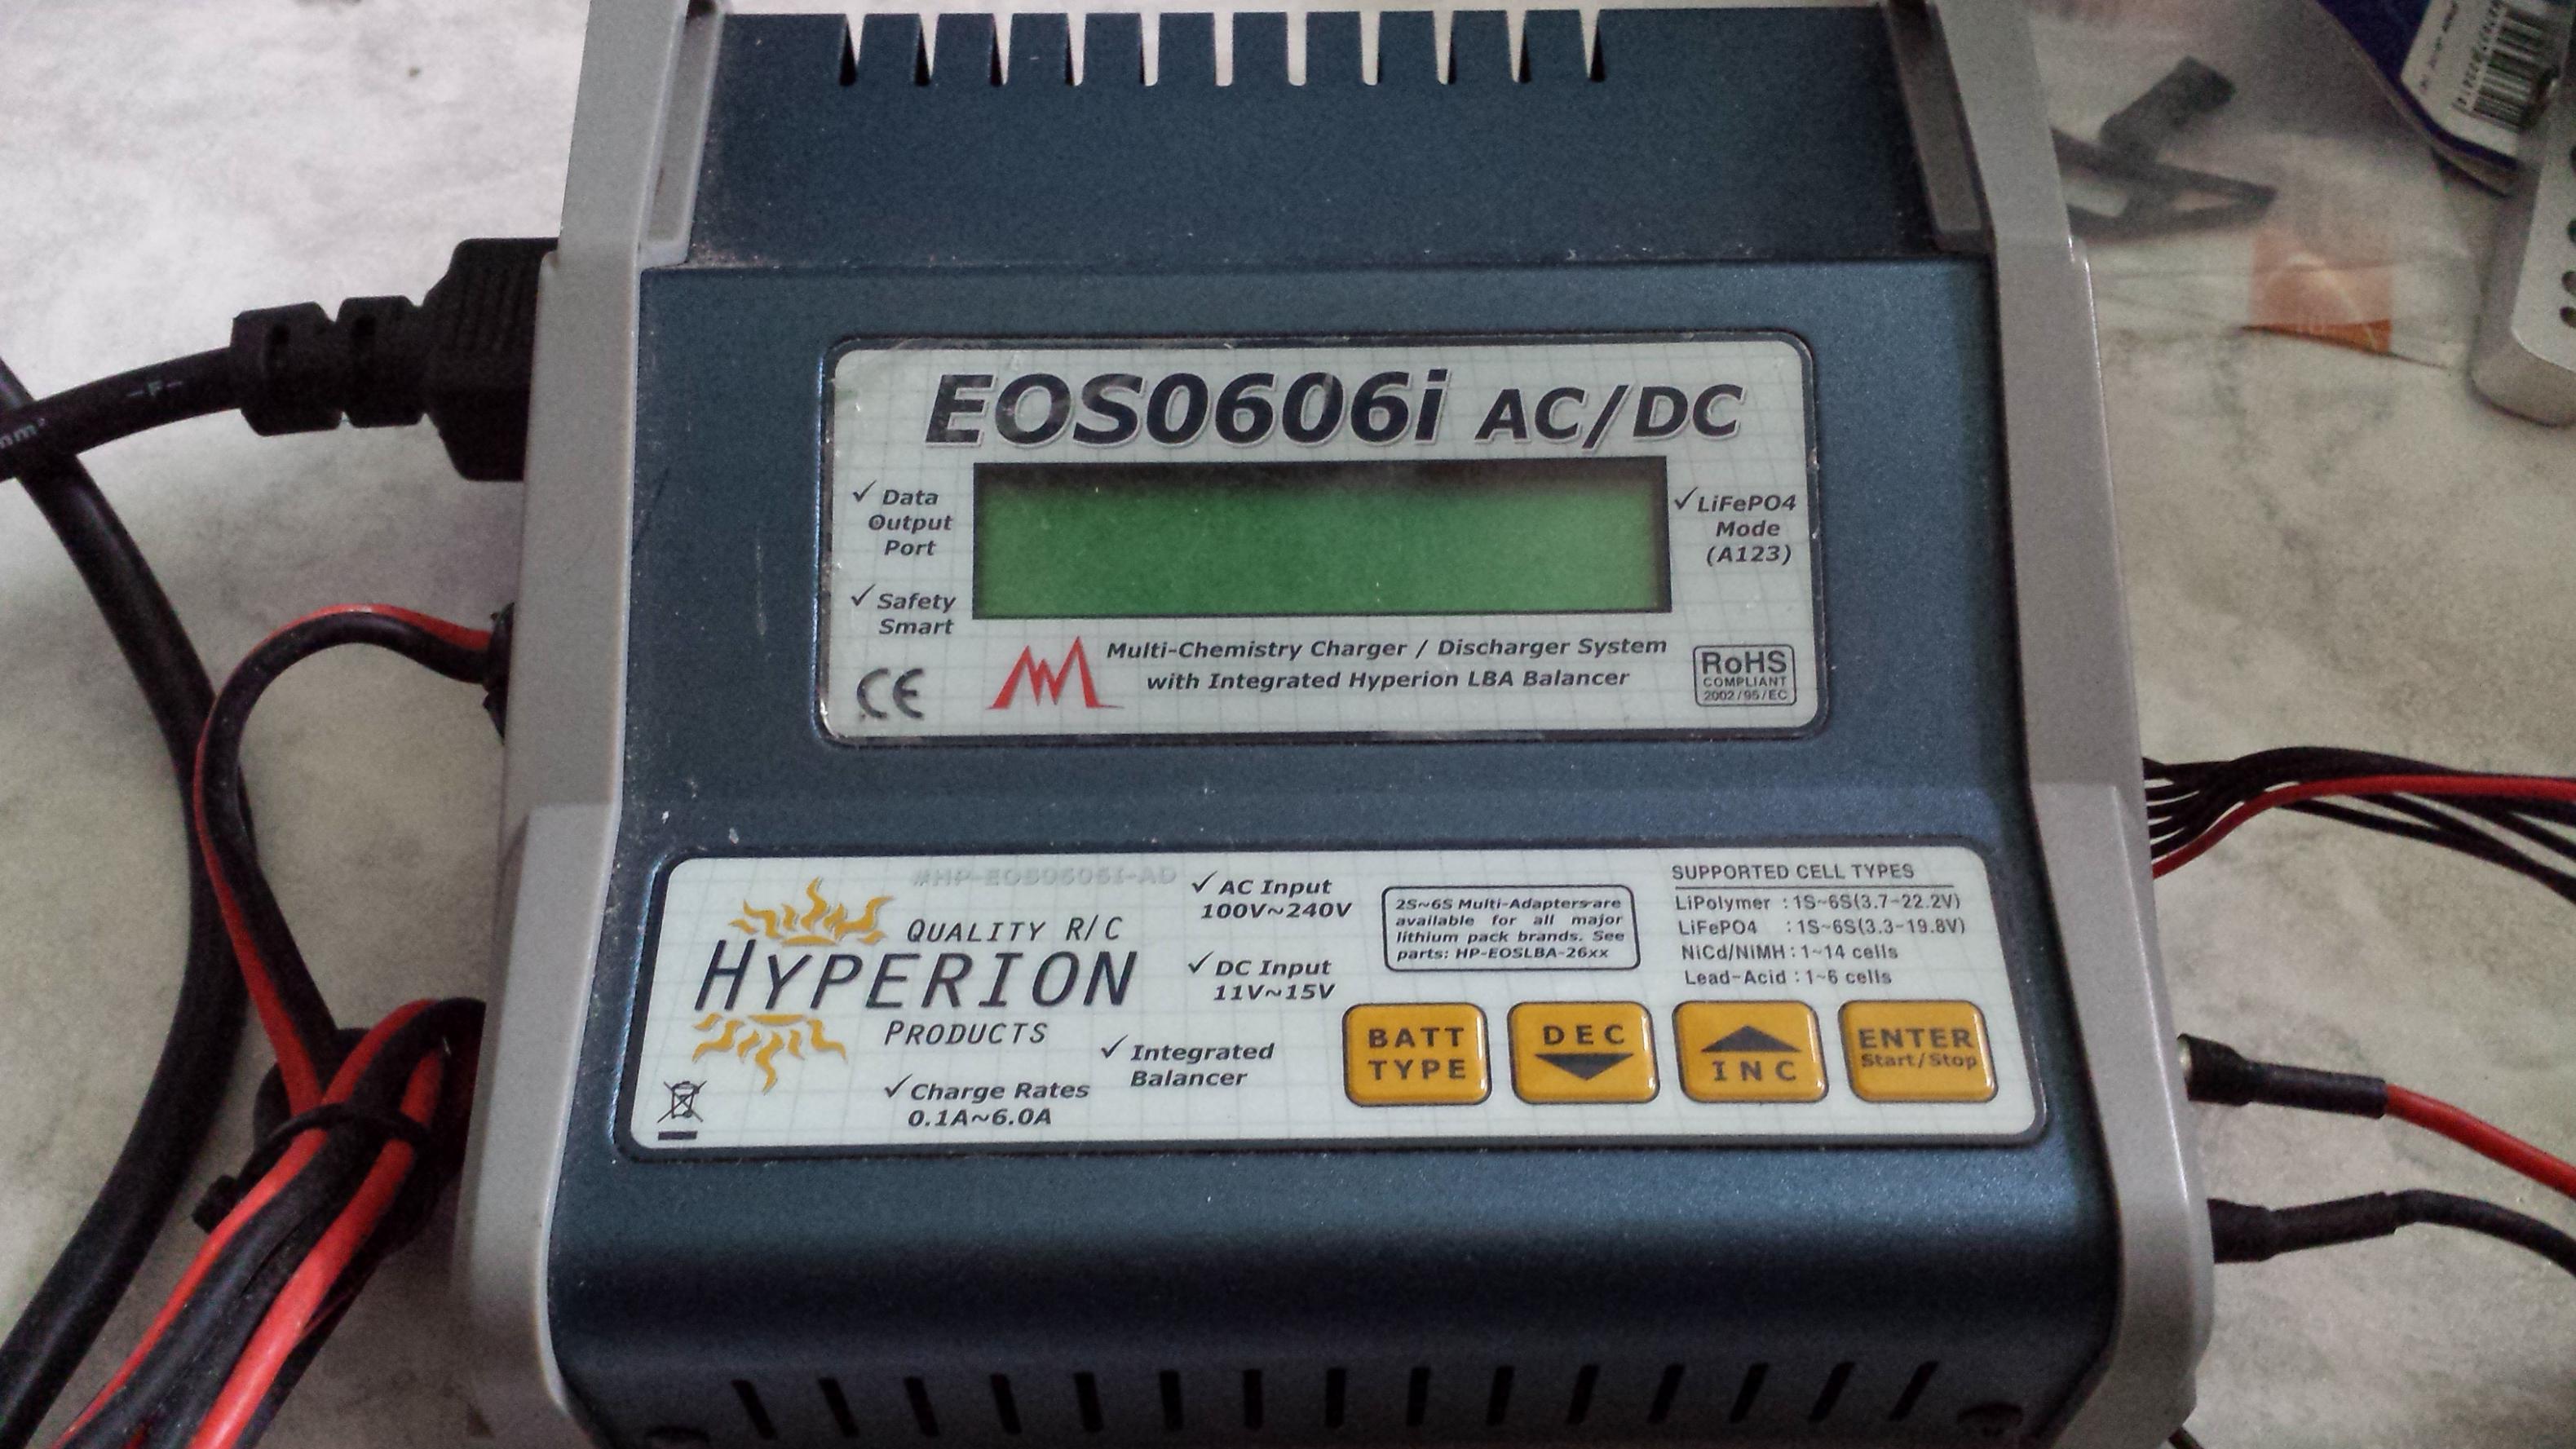 EOS0606i AC/DC
✓ Data
Output
Port
✓ Safety
Smart
✓ LiFePO4
Mode
(A123)
Multi-Chemistry Charger / Discharger System
with Integrated Hyperion LBA Balancer
CE
RoHS
COMPLIANT
2002/95/EC
#HP-EOS0606I-AD
QUALITY R/C
HYPERION
PRODUCTS
✓ AC Input
100V~240V
✓ DC Input
11V~15V
✓ Integrated
Balancer
✓ Charge Rates
0.1A~6.0A
2S~6S Multi-Adapters are
available for all major
lithium pack brands. See
parts: HP-EOSLBA-26xx
SUPPORTED CELL TYPES
LiPolymer : 1S~6S(3.7-22.2V)
LiFePO4 : 1S~6S(3.3-19.8V)
NiCd/NiMH : 1~14 cells
Lead-Acid : 1~6 cells
BATT
TYPE
DEC
INC
ENTER
Start/Stop
-F-